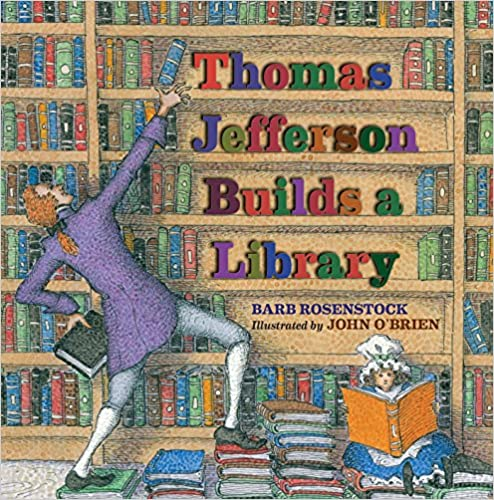 Thomas
Jefferson
Builds a
Library
BARB ROSENSTOCK
Illustrated by JOHN O'BRIEN